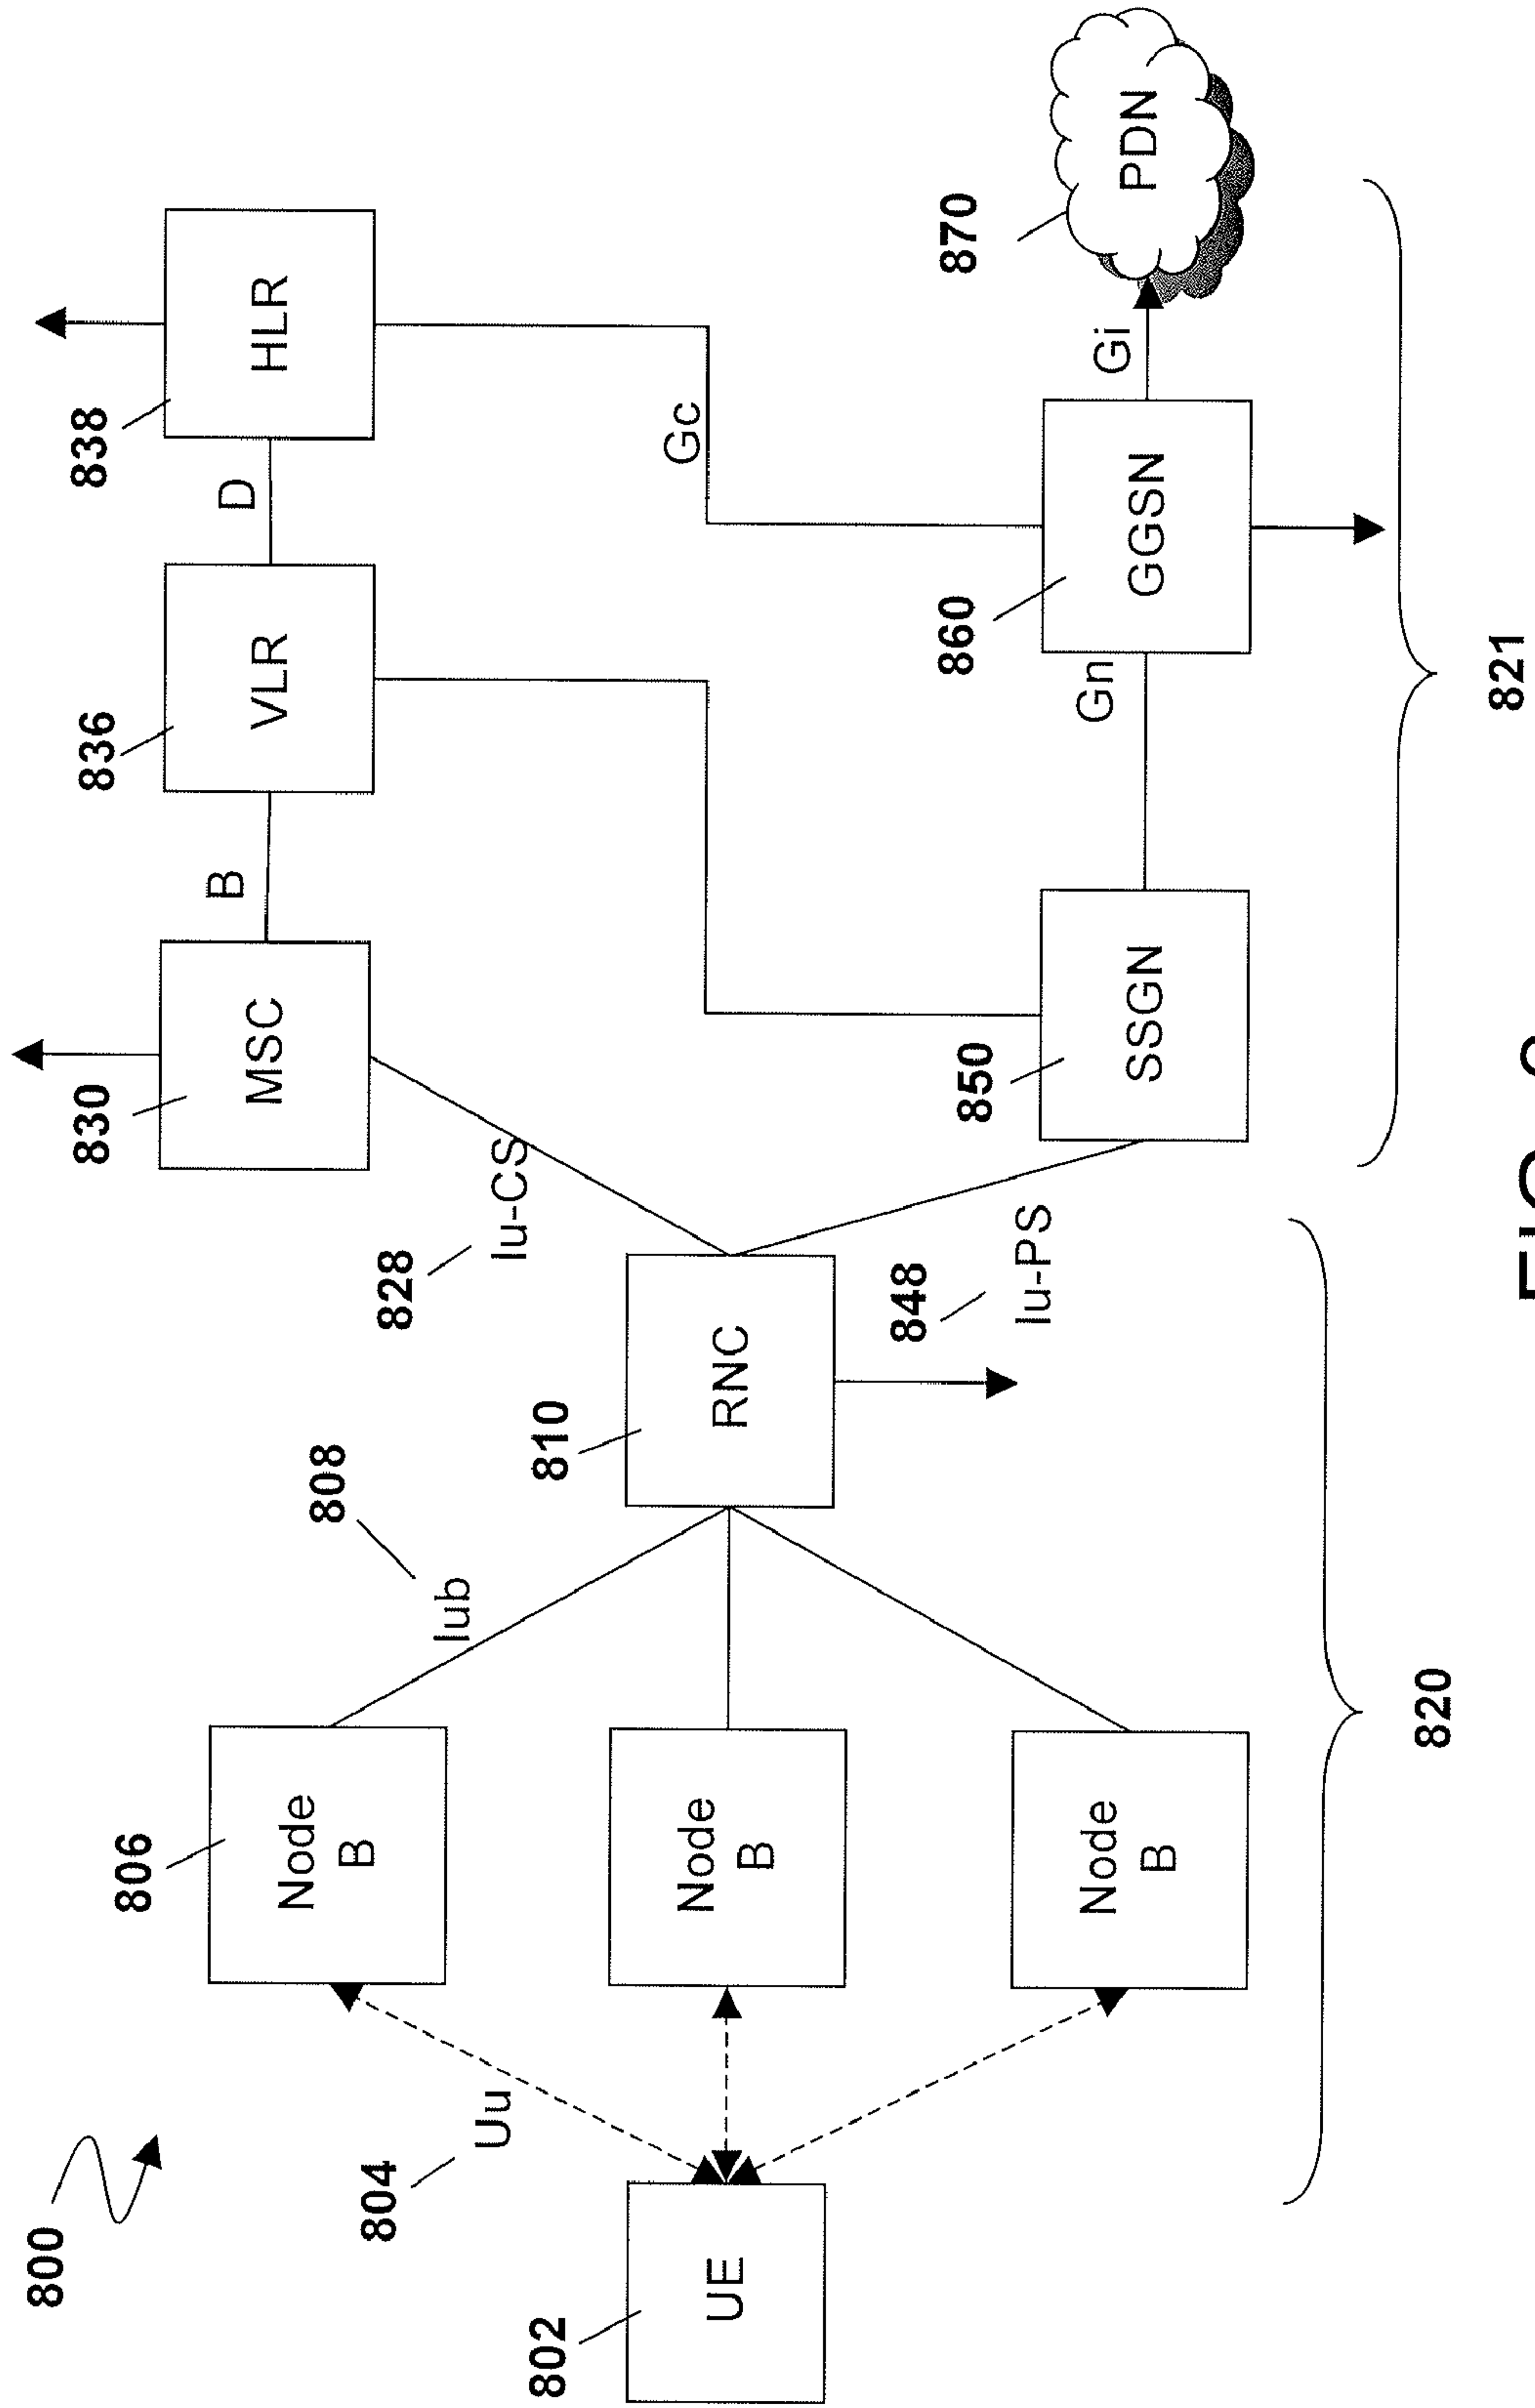 800
802
UE
804
Uu
806
Node
B
Node
B
Node
B
808
Iub
810
RNC
820
828
Iu-CS
848
Iu-PS
830
MSC
B
836
VLR
D
838
HLR
Gc
850
SSGN
Gn
860
GGSN
Gi
870
PDN
821